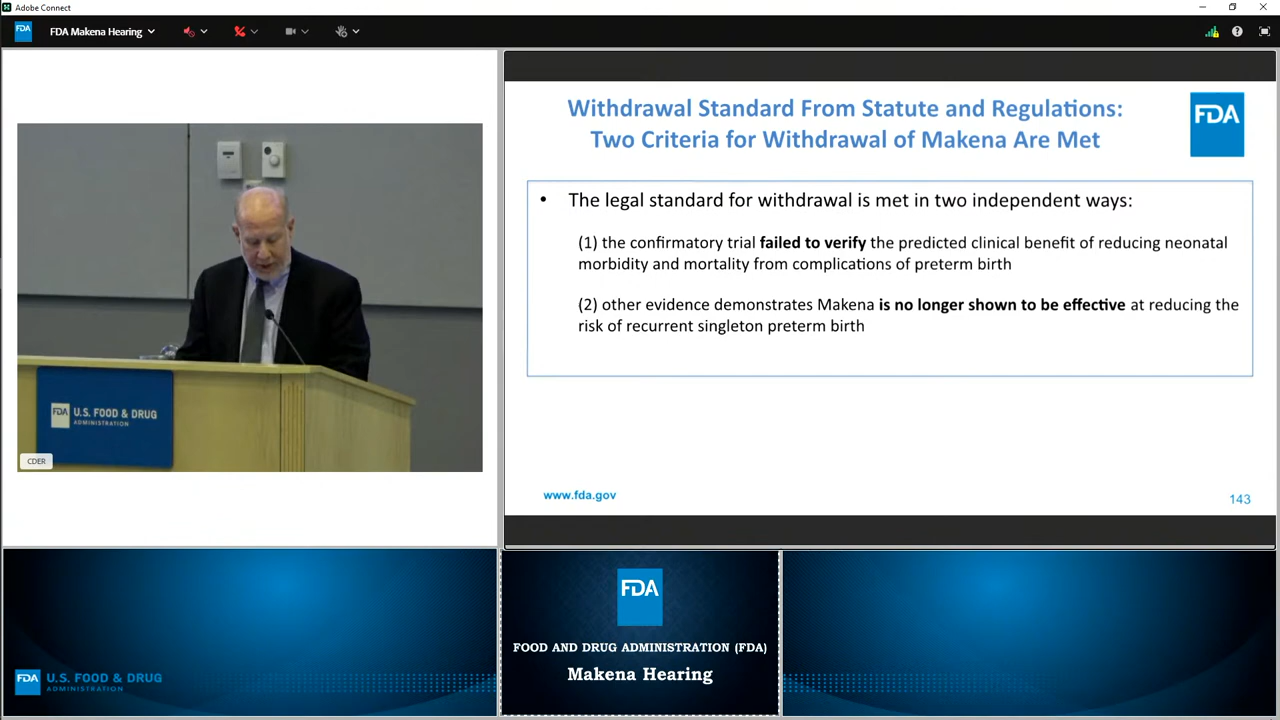 Adobe Connect
FDA
FDA Makena Hearing
FDA U.S. FOOD & DRUG
ADMINISTRATION
CDER
Withdrawal Standard From Statute and Regulations:
Two Criteria for Withdrawal of Makena Are Met
FDA
• The legal standard for withdrawal is met in two independent ways:
(1) the confirmatory trial failed to verify the predicted clinical benefit of reducing neonatal
morbidity and mortality from complications of preterm birth
(2) other evidence demonstrates Makena is no longer shown to be effective at reducing the
risk of recurrent singleton preterm birth
www.fda.gov
143
FDA U.S. FOOD & DRUG
ADMINISTRATION
FDA
FOOD AND DRUG ADMINISTRATION (FDA)
Makena Hearing